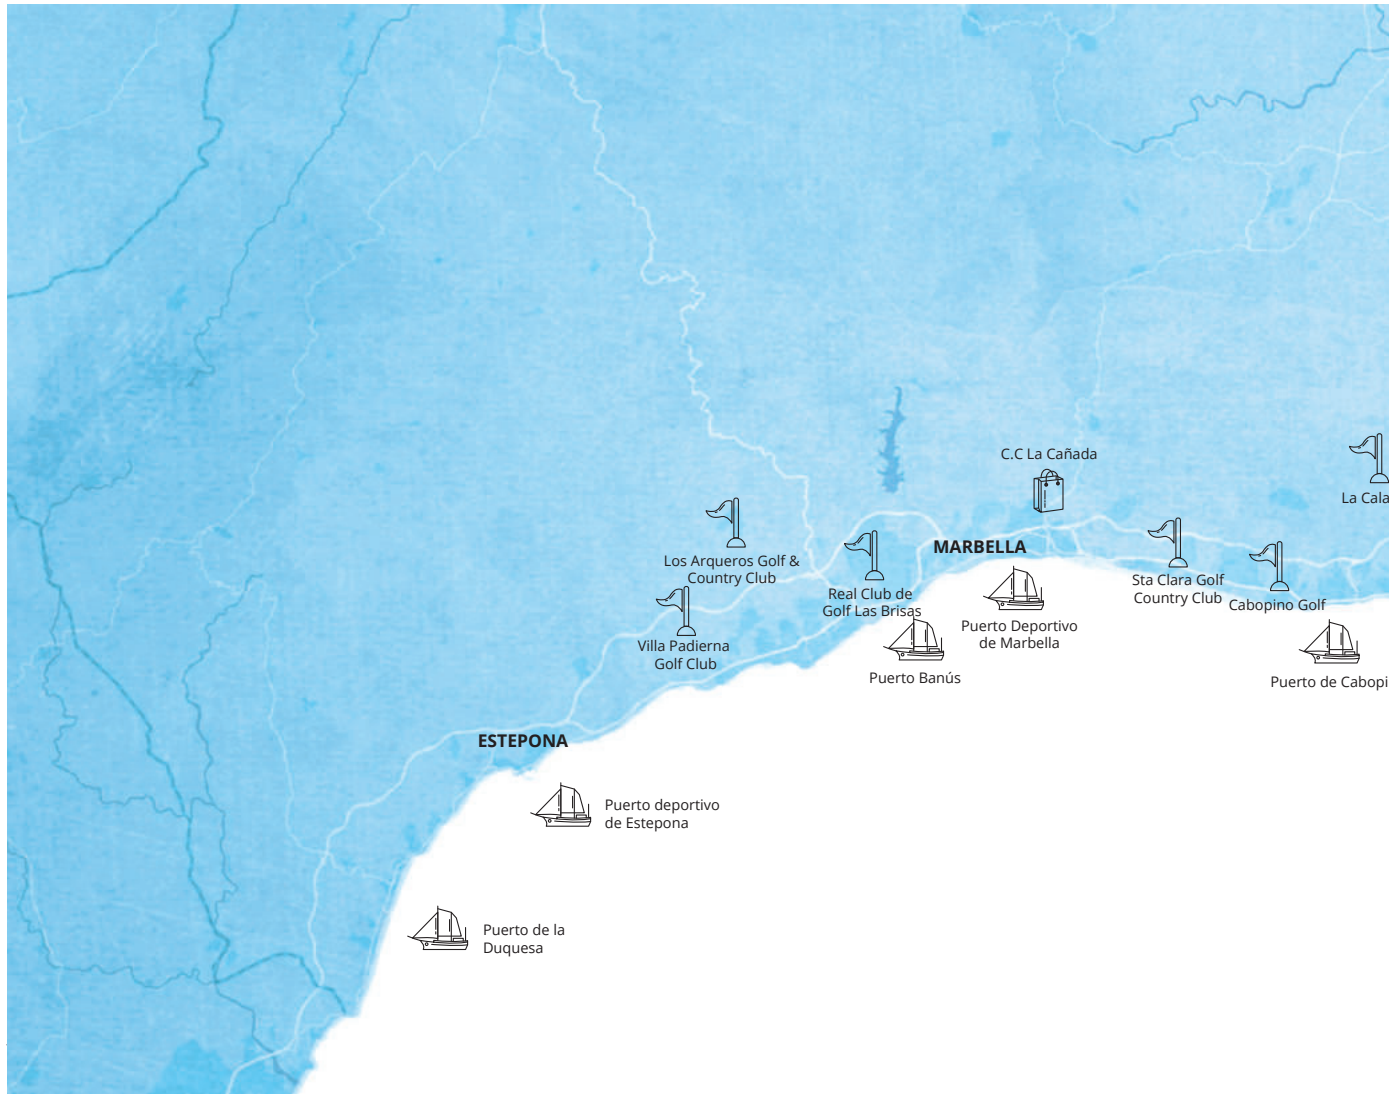 C.C La Cañada
La Cala
MARBELLA
Los Arqueros Golf &
Country Club
Real Club de
Golf Las Brisas
Sta Clara Golf
Country Club
Cabopino Golf
Villa Padierna
Golf Club
Puerto Deportivo
de Marbella
Puerto Banús
Puerto de Cabopi
ESTEPONA
Puerto deportivo
de Estepona
Puerto de la
Duquesa